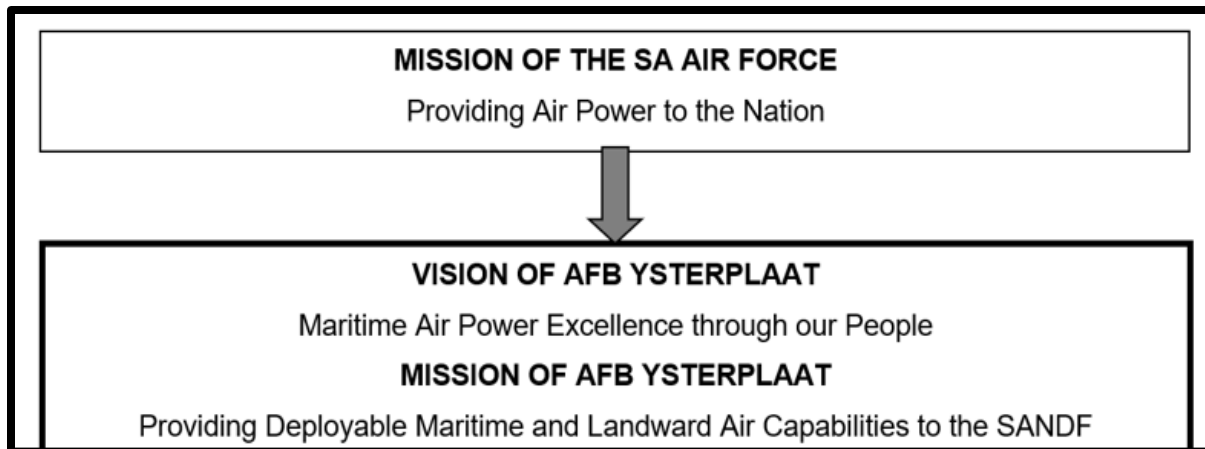 MISSION OF THE SA AIR FORCE
Providing Air Power to the Nation
VISION OF AFB YSTERPLAAT
Maritime Air Power Excellence through our People
MISSION OF AFB YSTERPLAAT
Providing Deployable Maritime and Landward Air Capabilities to the SANDF